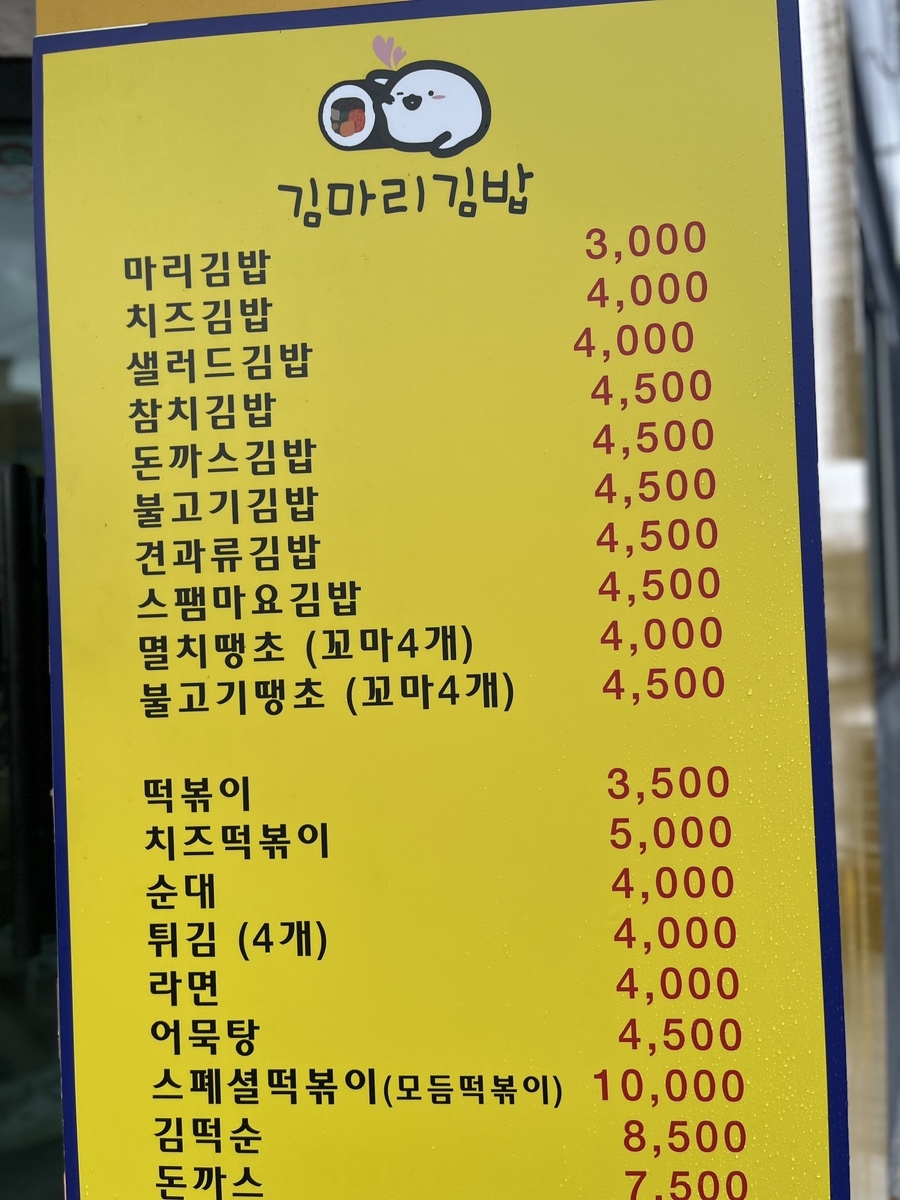 김마리김밥
마리김밥 3,000
치즈김밥 4,000
샐러드김밥 4,000
참치김밥 4,500
돈까스김밥 4,500
불고기김밥 4,500
견과류김밥 4,500
스팸마요김밥 4,500
멸치땡초 (꼬마4개) 4,000
불고기땡초 (꼬마4개) 4,500
떡볶이 3,500
치즈떡볶이 5,000
순대 4,000
튀김 (4개) 4,000
라면 4,000
어묵탕 4,500
스폐셜떡볶이(모듬떡볶이) 10,000
김떡순 8,500
돈까스 7,500